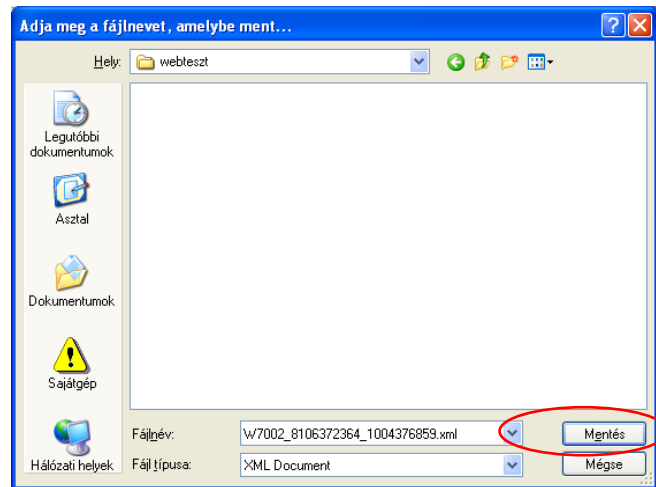 Adja meg a fájlnevet, amelybe ment...
Hely:
webteszt
Legutóbbi
dokumentumok
Asztal
Dokumentumok
Sajátgép
Hálózati helyek
Fájlnév:
W7002_8106372364_1004376859.xml
Mentés
Fájl típusa:
XML Document
Mégse